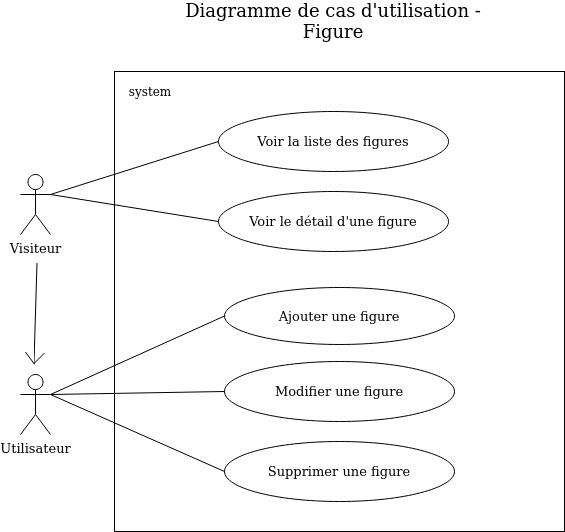 Diagramme de cas d'utilisation -
Figure
system
Voir la liste des figures
Voir le détail d'une figure
Visiteur
Ajouter une figure
Modifier une figure
Utilisateur
Supprimer une figure